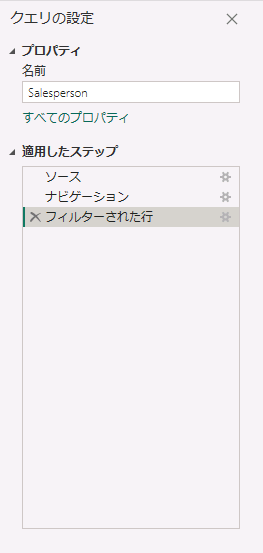 クエリの設定
プロパティ
名前
Salesperson
すべてのプロパティ
適用したステップ
ソース
ナビゲーション
フィルターされた行